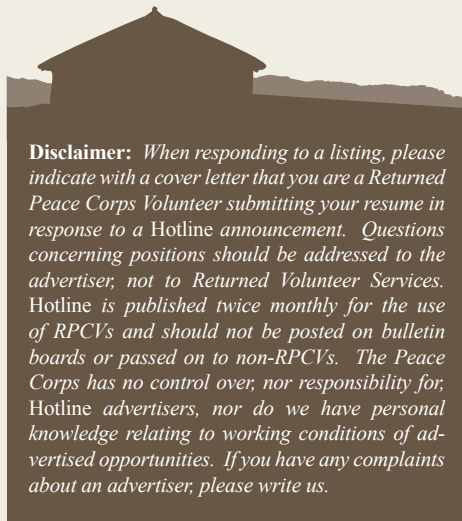 Disclaimer: When responding to a listing, please
indicate with a cover letter that you are a Returned
Peace Corps Volunteer submitting your resume in
response to a Hotline announcement. Questions
concerning positions should be addressed to the
advertiser, not to Returned Volunteer Services.
Hotline is published twice monthly for the use
of RPCVs and should not be posted on bulletin
boards or passed on to non-RPCVs. The Peace
Corps has no control over, nor responsibility for,
Hotline advertisers, nor do we have personal
knowledge relating to working conditions of ad-
vertised opportunities. If you have any complaints
about an advertiser, please write us.